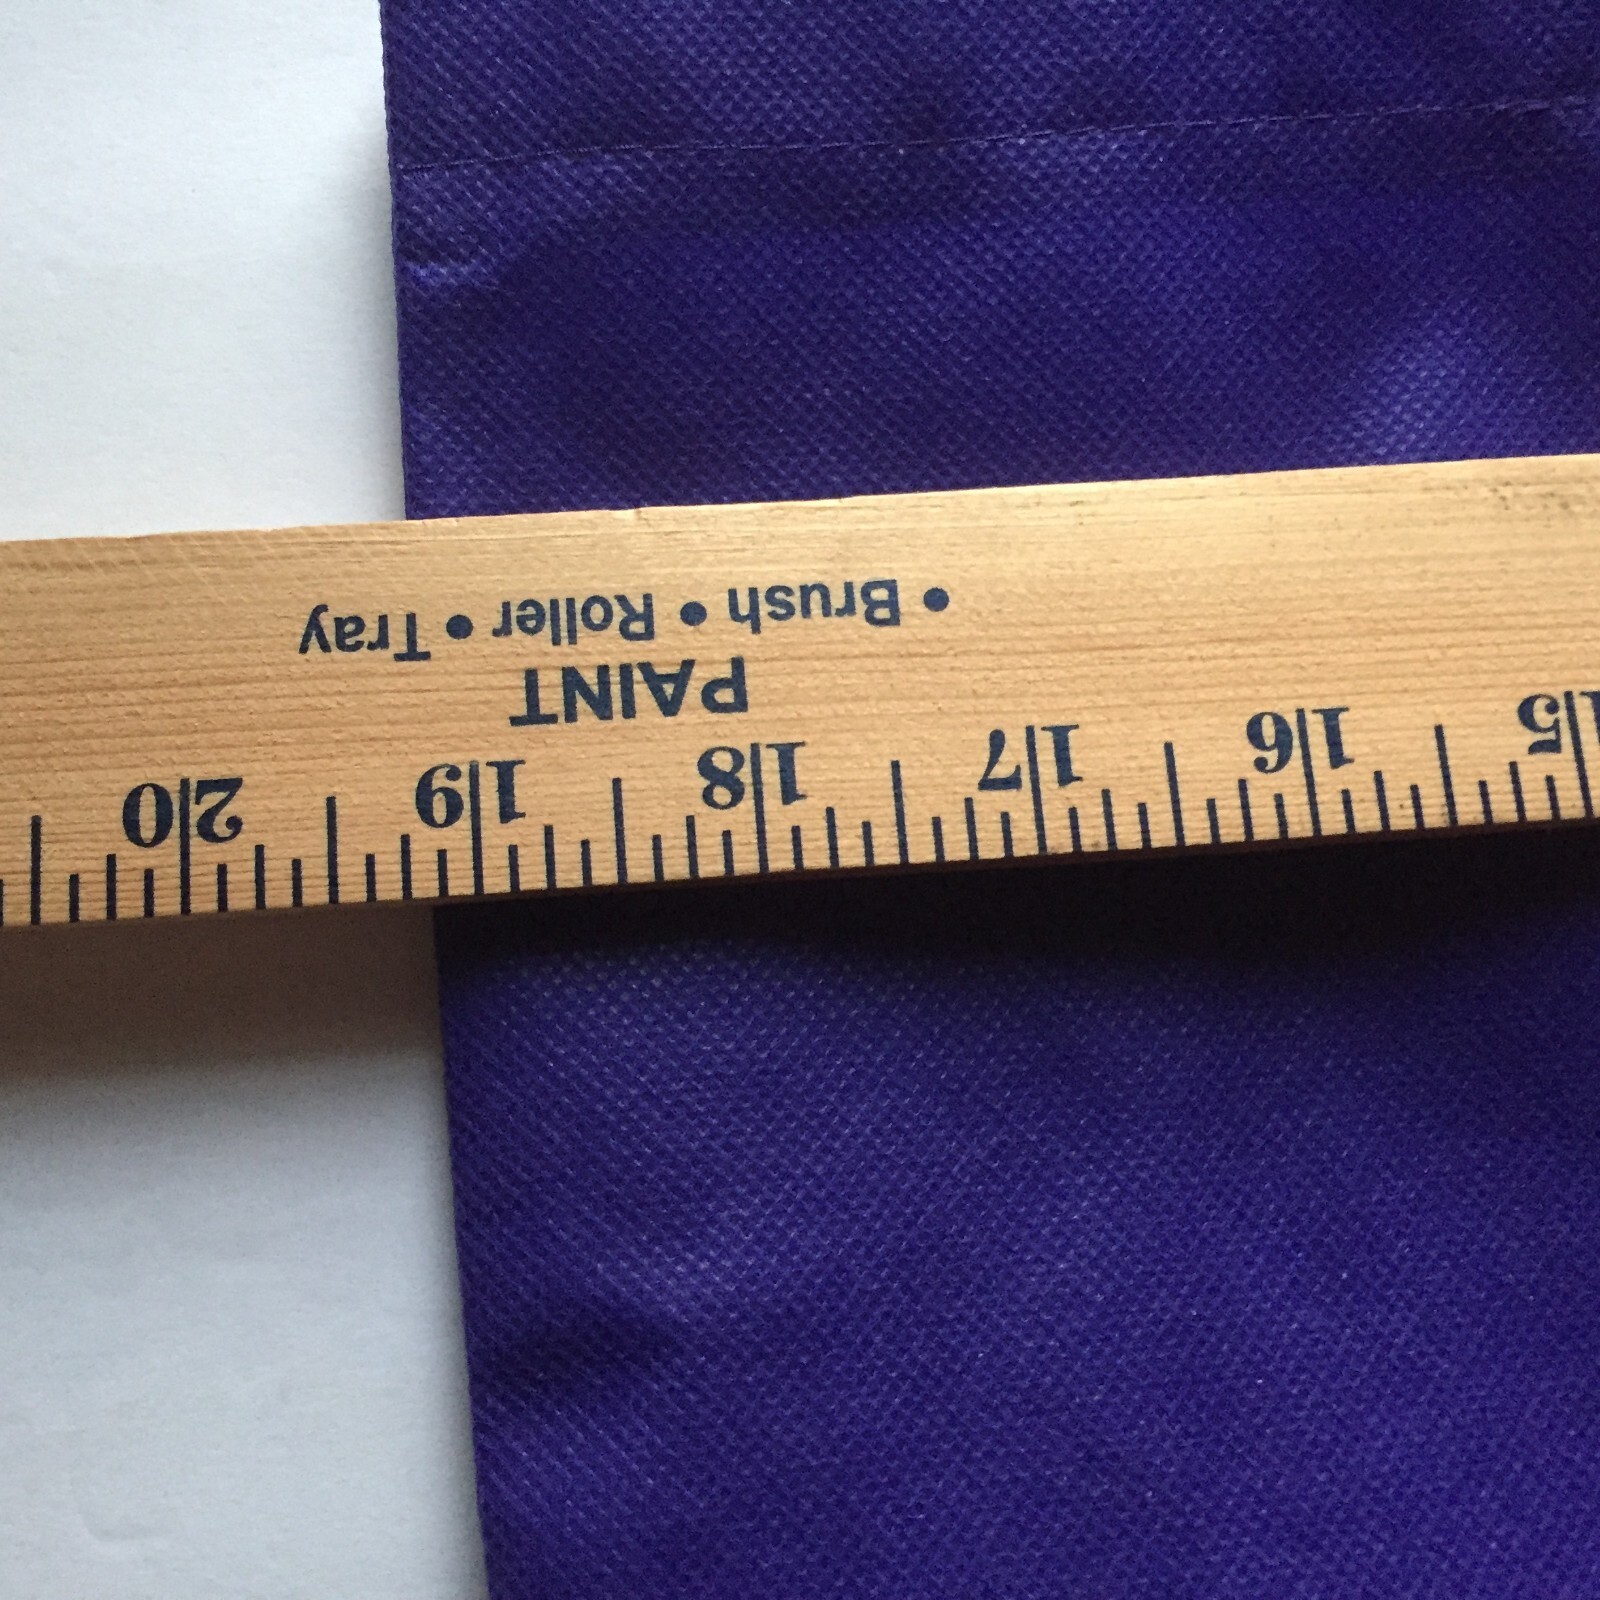 15 16 17 18 19 20
PAINT
• Brush • Roller • Tray